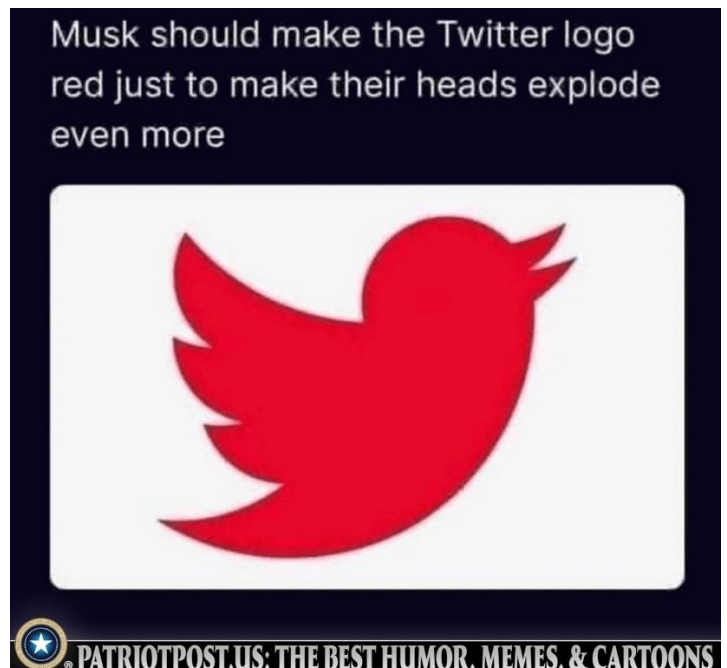 Musk should make the Twitter logo
red just to make their heads explode
even more
® PATRIOTPOST.US: THE BEST HUMOR, MEMES, & CARTOONS